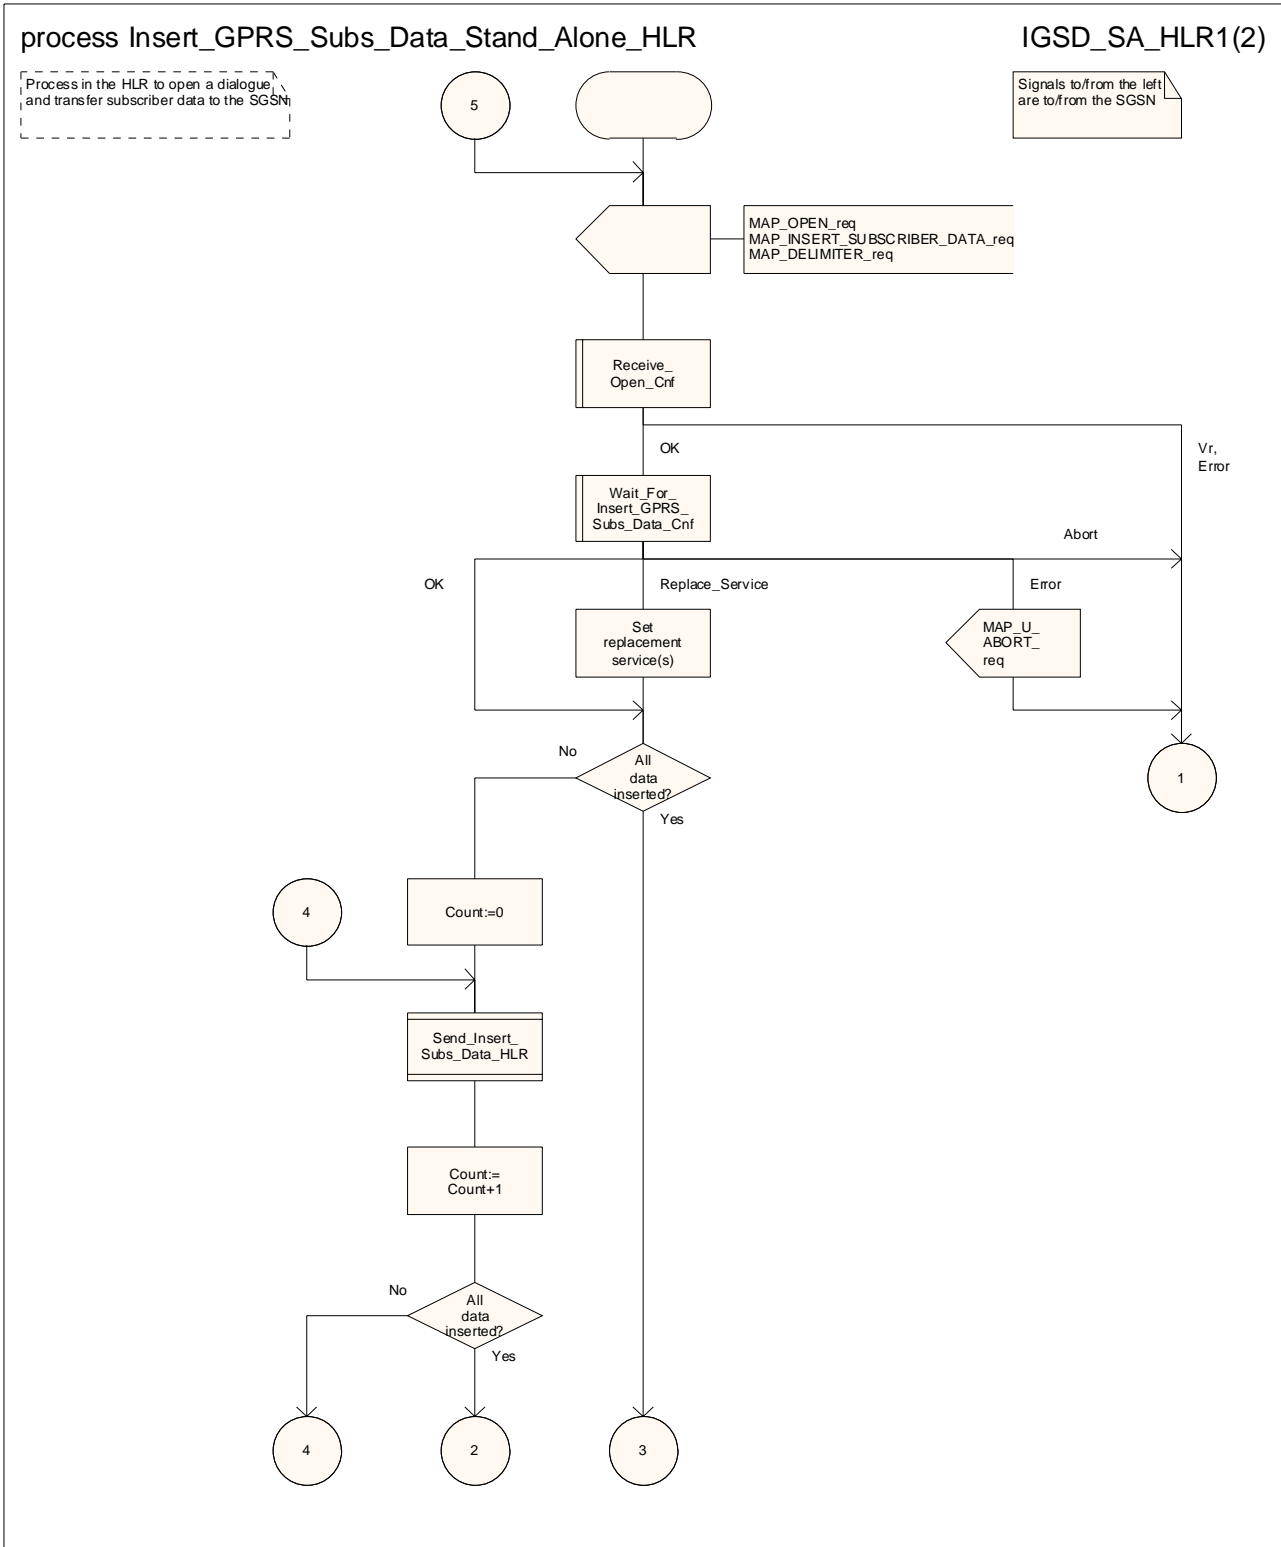 process Insert_GPRS_Subs_Data_Stand_Alone_HLR
IGSD_SA_HLR1(2)
Process in the HLR to open a dialogue
and transfer subscriber data to the SGSN
5
Signals to/from the left
are to/from the SGSN
MAP_OPEN_req
MAP_INSERT_SUBSCRIBER_DATA_req
MAP_DELIMITER_req
Receive_
Open_Cnf
OK
Vr,
Error
Wait_For_
Insert_GPRS_
Subs_Data_Cnf
Abort
OK
Replace_Service
Error
Set
replacement
service(s)
MAP_U_
ABORT_
req
No
All
data
inserted?
Yes
1
4
Count:=0
Send_Insert_
Subs_Data_HLR
Count:=
Count+1
No
All
data
inserted?
Yes
4
2
3